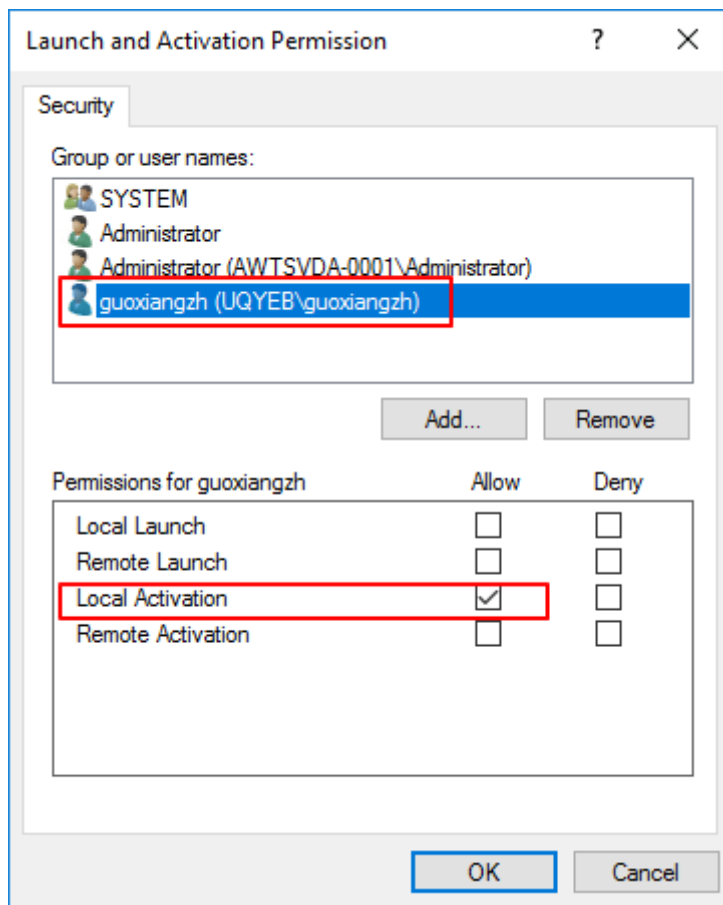 Launch and Activation Permission ? ×
Security
Group or user names:
SYSTEM
Administrator
Administrator (AWTSVDA-0001\Administrator)
guoxiangzh (UQYEB\guoxiangzh)
Add... Remove
Permissions for guoxiangzh Allow Deny
Local Launch
Remote Launch
Local Activation
Remote Activation
OK Cancel